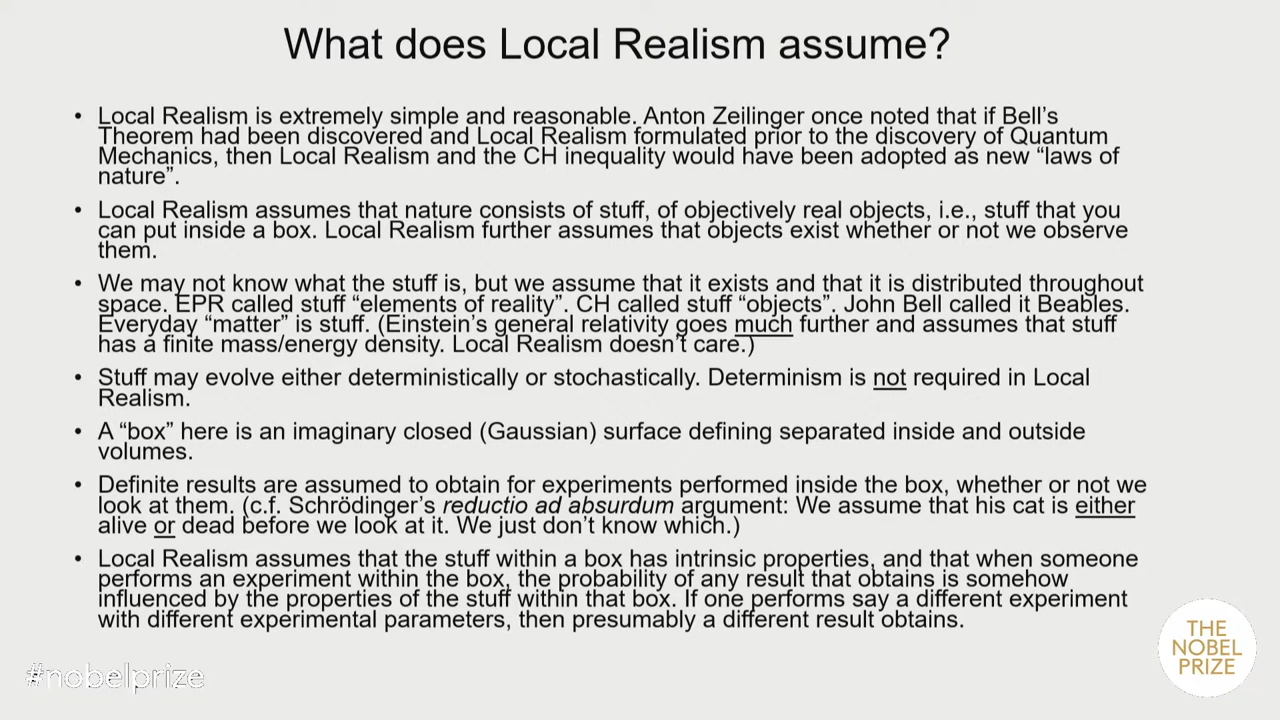 What does Local Realism assume?
• Local Realism is extremely simple and reasonable. Anton Zeilinger once noted that if Bell's
Theorem had been discovered and Local Realism formulated prior to the discovery of Quantum
Mechanics, then Local Realism and the CH inequality would have been adopted as new “laws of
nature”.
• Local Realism assumes that nature consists of stuff, of objectively real objects, i.e., stuff that you
can put inside a box. Local Realism further assumes that objects exist whether or not we observe
them.
• We may not know what the stuff is, but we assume that it exists and that it is distributed throughout
space. EPR called stuff “elements of reality”. CH called stuff “objects”. John Bell called it Beables.
Everyday “matter” is stuff. (Einstein's general relativity goes much further and assumes that stuff
has a finite mass/energy density. Local Realism doesn't care.)
• Stuff may evolve either deterministically or stochastically. Determinism is not required in Local
Realism.
• A “box” here is an imaginary closed (Gaussian) surface defining separated inside and outside
volumes.
• Definite results are assumed to obtain for experiments performed inside the box, whether or not we
look at them. (c.f. Schrödinger's reductio ad absurdum argument: We assume that his cat is either
alive or dead before we look at it. We just don't know which.)
• Local Realism assumes that the stuff within a box has intrinsic properties, and that when someone
performs an experiment within the box, the probability of any result that obtains is somehow
influenced by the properties of the stuff within that box. If one performs say a different experiment
with different experimental parameters, then presumably a different result obtains.
THE
NOBEL
PRIZE
#nobelprize